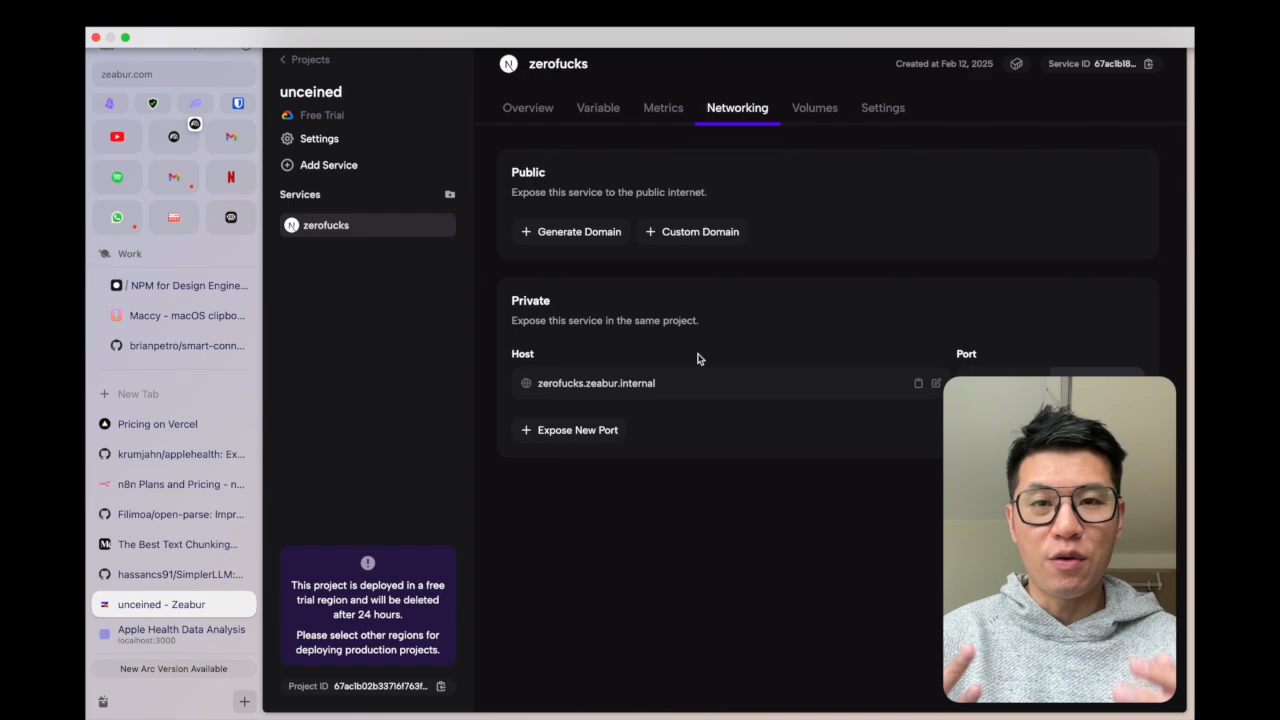 zeabur.com
Work
/ NPM for Design Enginee...
Maccy – macOS clipbo...
brianpetro/smart-conn...
New Tab
Pricing on Vercel
krumjahn/applehealth: Ex...
n8n Plans and Pricing - n...
Filimoa/open-parse: Impr...
The Best Text Chunking...
hassancs91/SimplerLLM:...
unceined - Zeabur
Apple Health Data Analysis
localhost:3000
New Arc Version Available
Projects
unceined
Free Trial
Settings
Add Service
Services
zerofucks
This project is deployed in a free
trial region and will be deleted
after 24 hours.
Please select other regions for
deploying production projects.
Project ID 67ac1b02b33716f763f...
zerofucks
Created at Feb 12, 2025
Service ID 67ac1b18...
Overview
Variable
Metrics
Networking
Volumes
Settings
Public
Expose this service to the public internet.
Generate Domain
Custom Domain
Private
Expose this service in the same project.
Host
Port
zerofucks.zeabur.internal
Expose New Port